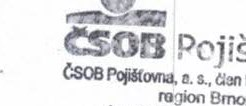 ČSOB Pojiš
ČSOB Pojišťovna, a. s., člen
region Brno